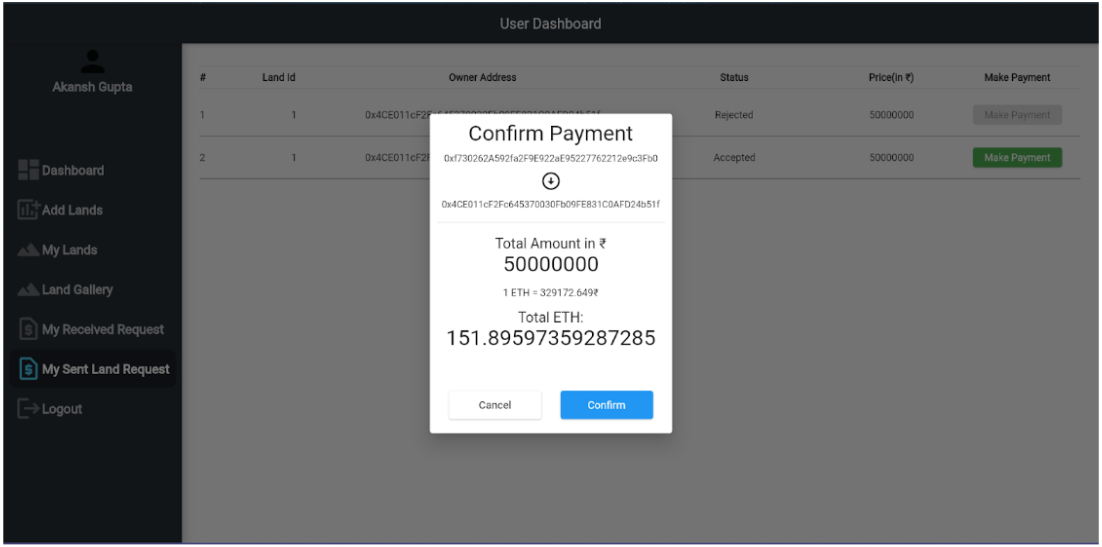 User Dashboard
Akansh Gupta
Dashboard
Add Lands
My Lands
Land Gallery
My Received Request
My Sent Land Request
Logout
# Land Id Owner Address Status Price(in ₹) Make Payment
1 1 Rejected 50000000 Make Payment
2 1 0x4CE011cF2F Accepted 50000000 Make Payment
Confirm Payment
0xf730262A592fa2F9E922aE95227762212e9c3Fb0
0x4CE011cF2Fc645370030Fb09FE831C0AFD24b51f
Total Amount in ₹
50000000
1 ETH = 329172.649₹
Total ETH:
151.89597359287285
Cancel Confirm